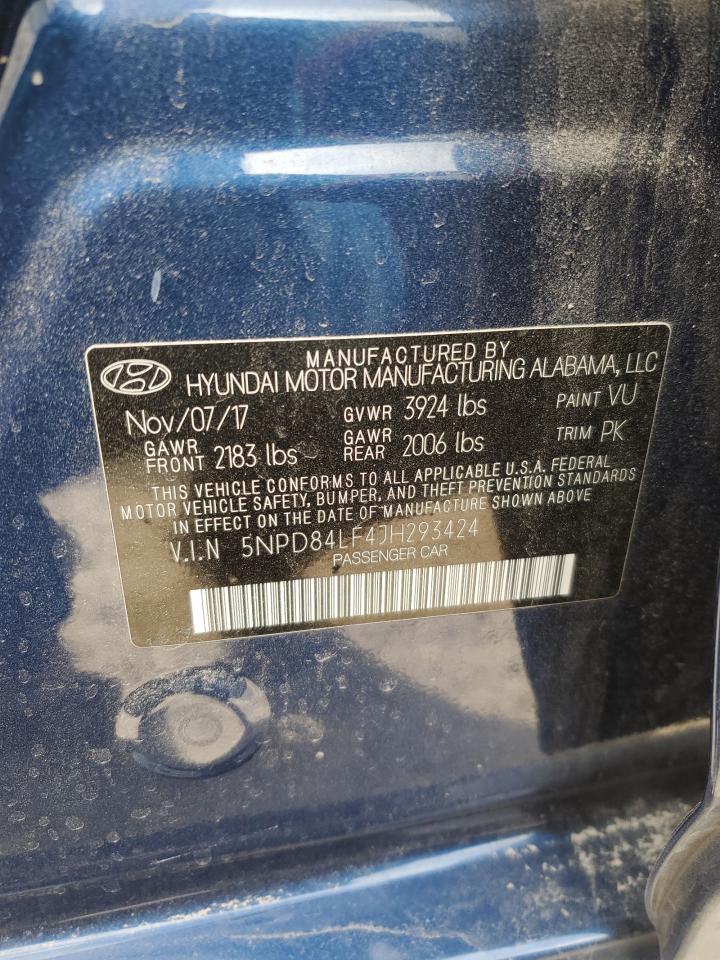 MANUFACTURED BY
HYUNDAI MOTOR MANUFACTURING ALABAMA, LLC
Nov/07/17 GVWR 3924 lbs PAINT VU
GAWR FRONT 2183 lbs GAWR REAR 2006 lbs TRIM PK
THIS VEHICLE CONFORMS TO ALL APPLICABLE U.S.A. FEDERAL
MOTOR VEHICLE SAFETY, BUMPER, AND THEFT PREVENTION STANDARDS
IN EFFECT ON THE DATE OF MANUFACTURE SHOWN ABOVE
V.I.N 5NPD84LF4JH293424
PASSENGER CAR